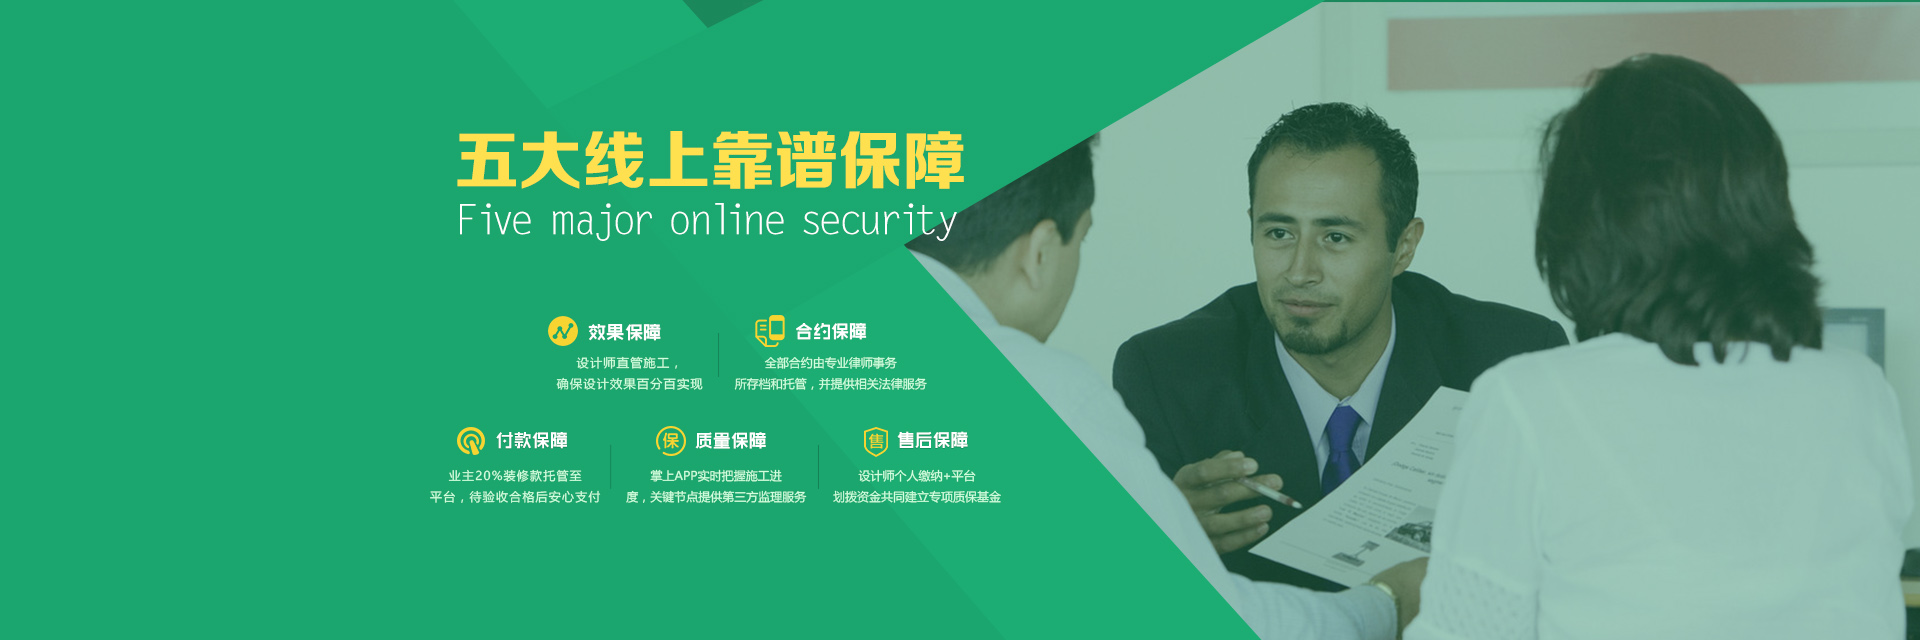 五大线上靠谱保障
Five major online security
效果保障
设计师直管施工，
确保设计效果百分百实现
合约保障
全部合约由专业律师事务
所存档和托管，并提供相关法律服务
付款保障
业主20%装修款托管至
平台，待验收合格后安心支付
保 质量保障
掌上APP实时把握施工进
度，关键节点提供第三方监理服务
售 售后保障
设计师个人缴纳+平台
划拨资金共同建立专项质保基金